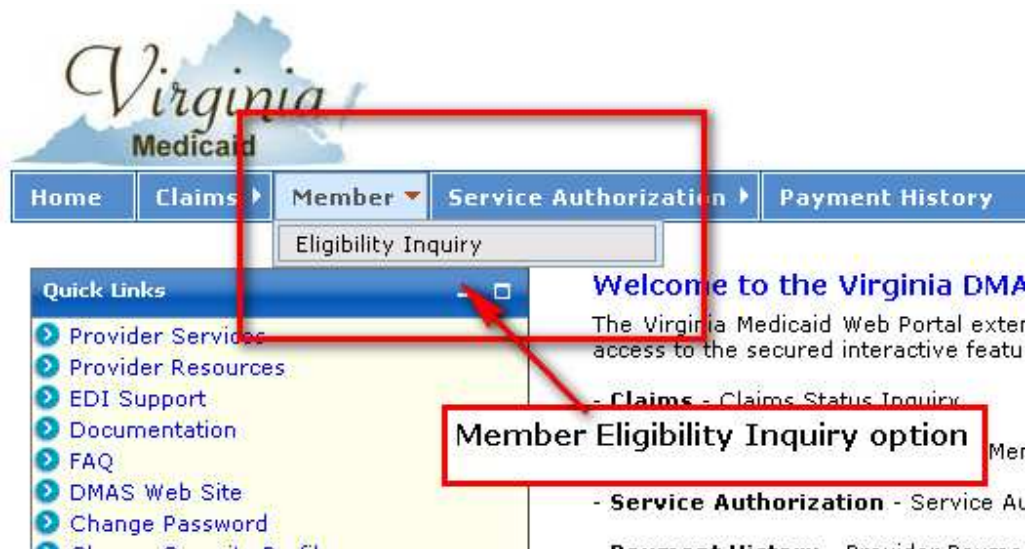 Virginia
Medicaid
Home Claims Member Service Authorization Payment History
Eligibility Inquiry
Quick Links
Provider Services
Provider Resources
EDI Support
Documentation
FAQ
DMAS Web Site
Change Password
Welcome to the Virginia DMA
The Virginia Medicaid Web Portal exter
access to the secured interactive featu
- Claims - Claims Status Inquiry
Member Eligibility Inquiry option
Mer
- Service Authorization - Service Au